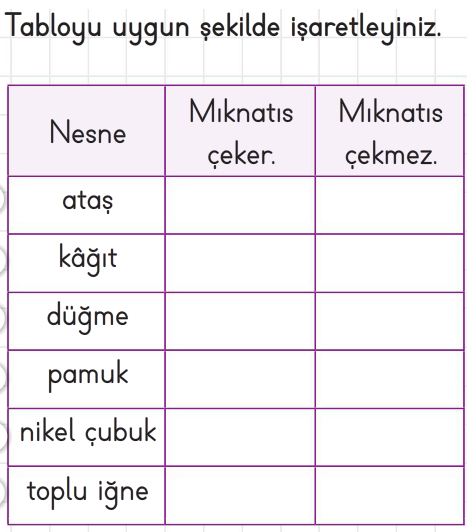 Tabloyu uygun şekilde işaretleyiniz.
Nesne
Mıknatıs
çeker.
Mıknatıs
çekmez.
ataş
kâğıt
düğme
pamuk
nikel çubuk
toplu iğne